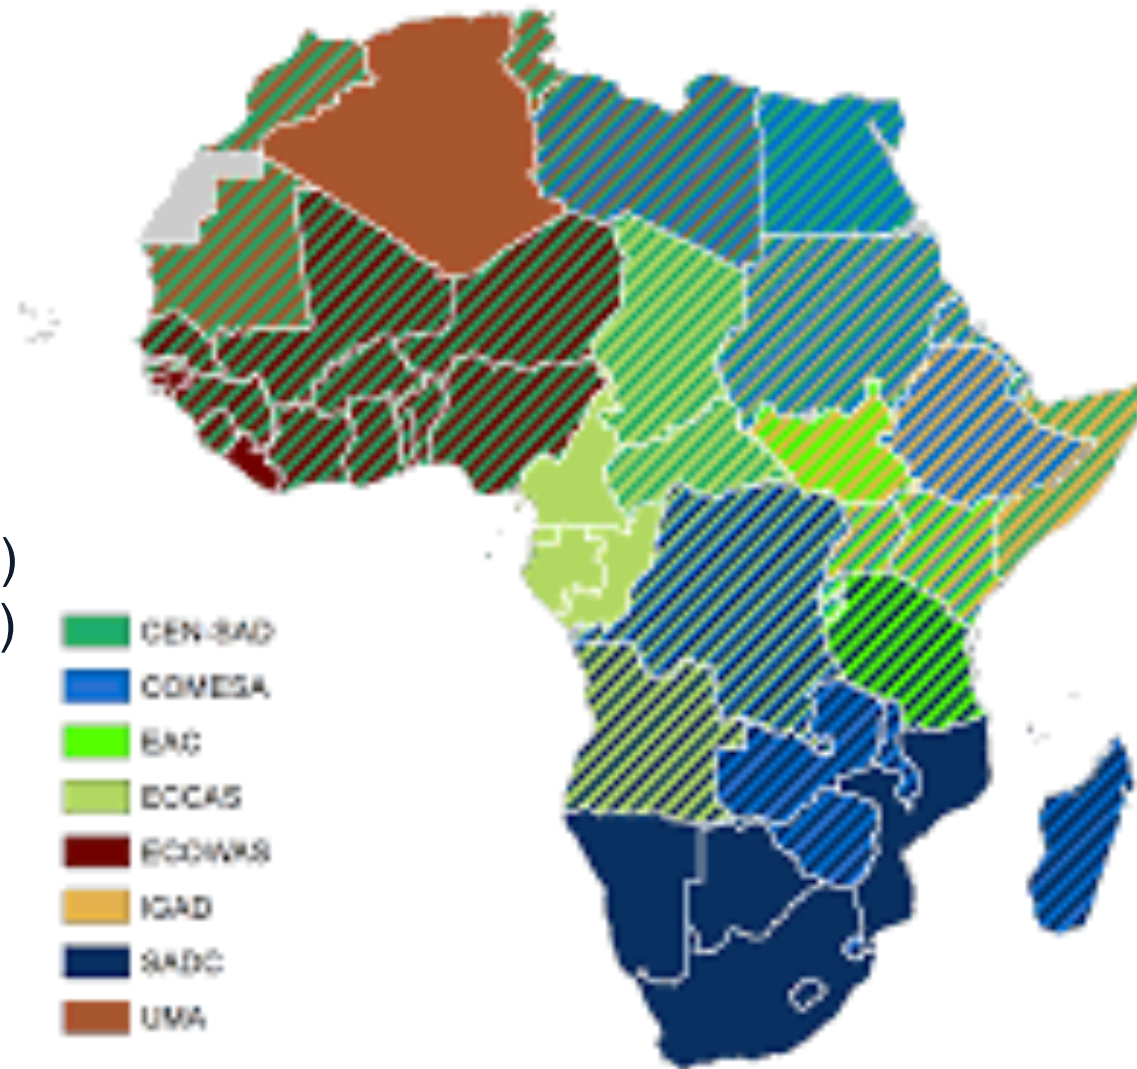 )
)
CEN-SAD
COMESA
EAC
ECCAS
ECOWAS
IGAD
SADC
UMA